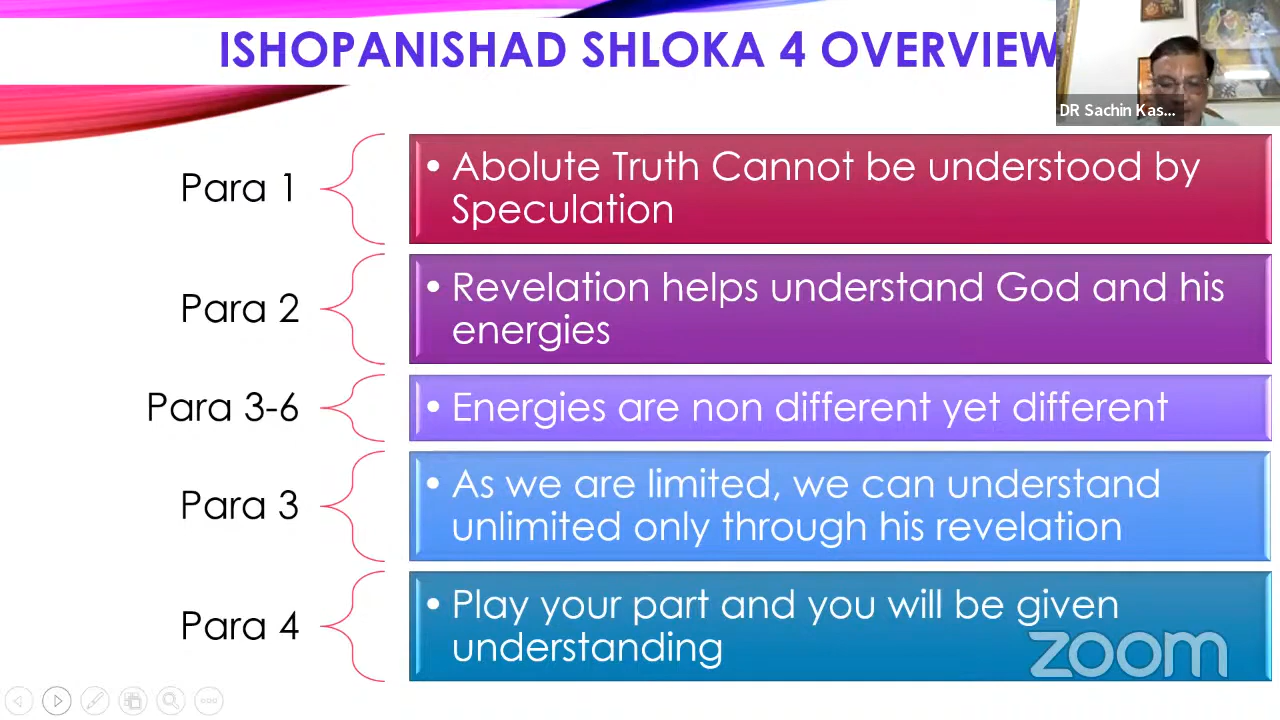 ISHOPANISHAD SHLOKA 4 OVERVIEW
DR Sachin Kas...
Para 1
• Abolute Truth Cannot be understood by
Speculation
Para 2
• Revelation helps understand God and his
energies
Para 3-6
• Energies are non different yet different
Para 3
• As we are limited, we can understand
unlimited only through his revelation
Para 4
• Play your part and you will be given
understanding
zoom